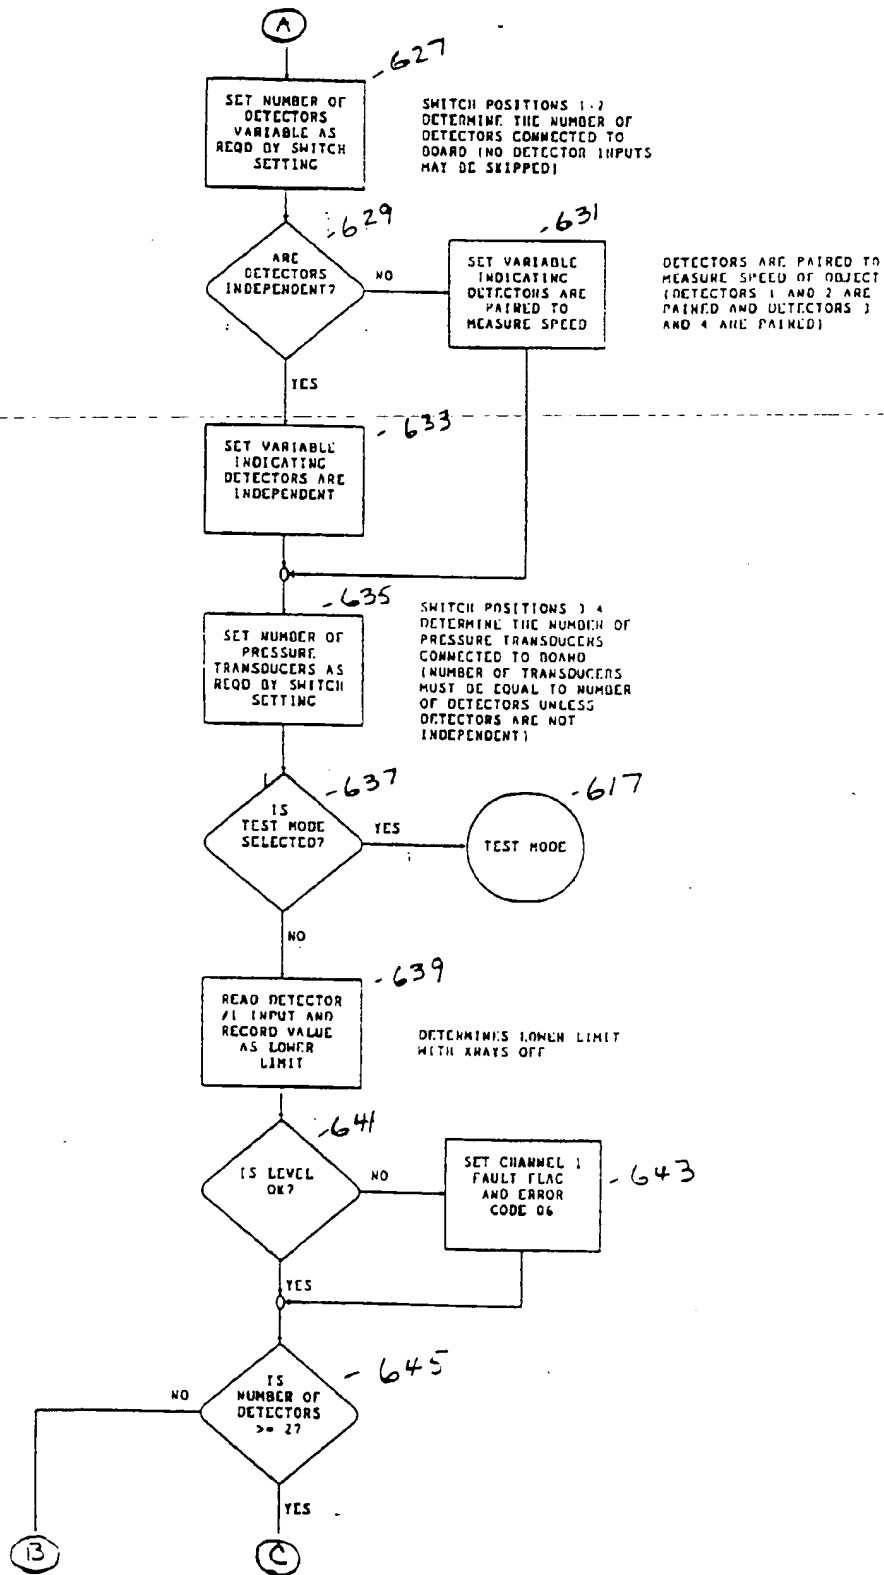 A
-627
SET NUMBER OF
DETECTORS
VARIABLE AS
REQD BY SWITCH
SETTING
SWITCH POSITIONS 1-2
DETERMINE THE NUMBER OF
DETECTORS CONNECTED TO
BOARD (NO DETECTOR INPUTS
MAY BE SKIPPED)
-629
ARE
DETECTORS
INDEPENDENT?
NO
YES
-631
SET VARIABLE
INDICATING
DETECTORS ARE
PAIRED TO
MEASURE SPEED
DETECTORS ARE PAIRED TO
MEASURE SPEED OF OBJECT
(DETECTORS 1 AND 2 ARE
PAIRED AND DETECTORS 3
AND 4 ARE PAIRED)
-633
SET VARIABLE
INDICATING
DETECTORS ARE
INDEPENDENT
-635
SET NUMBER OF
PRESSURE
TRANSDUCERS AS
REQD BY SWITCH
SETTING
SWITCH POSITIONS 3-4
DETERMINE THE NUMBER OF
PRESSURE TRANSDUCERS
CONNECTED TO BOARD
(NUMBER OF TRANSDUCERS
MUST BE EQUAL TO NUMBER
OF DETECTORS UNLESS
DETECTORS ARE NOT
INDEPENDENT)
-637
IS
TEST MODE
SELECTED?
YES
NO
-617
TEST MODE
-639
READ DETECTOR
#1 INPUT AND
RECORD VALUE
AS LOWER
LIMIT
DETERMINES LOWER LIMIT
WITH XRAYS OFF
-641
IS LEVEL
OK?
NO
YES
SET CHANNEL 1
FAULT FLAG
AND ERROR
CODE 06
-643
-645
IS
NUMBER OF
DETECTORS
>= 2?
NO
YES
B
C